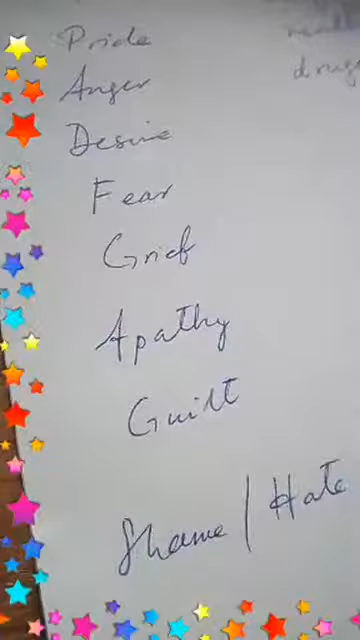 Pride
Anger
Desire
Fear
Grief
Apathy
Guilt
Shame / Hate